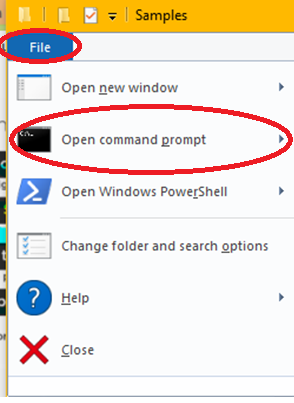 Samples
File
Open new window
Open command prompt
Open Windows PowerShell
Change folder and search options
Help
Close